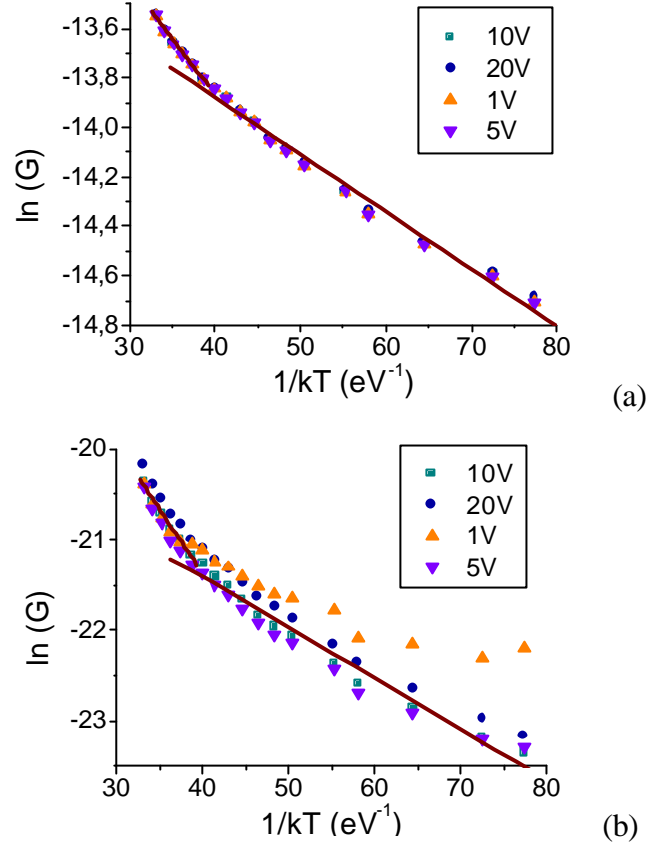 -13,6
-13,8
-14,0
-14,2
-14,4
-14,6
-14,8
ln (G)
10V
20V
1V
5V
30 40 50 60 70 80
1/kT (eV-1)
(a)
-20
-21
-22
-23
ln (G)
10V
20V
1V
5V
30 40 50 60 70 80
1/kT (eV-1)
(b)